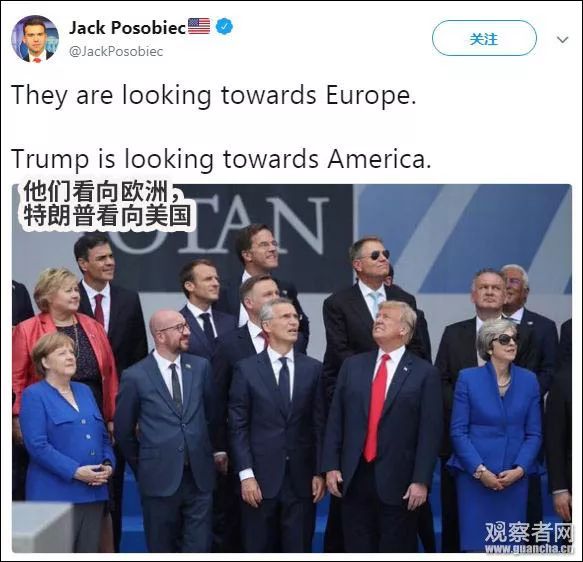 Jack Posobiec
@JackPosobiec
关注
They are looking towards Europe.
Trump is looking towards America.
他们看向欧洲，
特朗普看向美国
OTAN
观察者网
www.guancha.cn